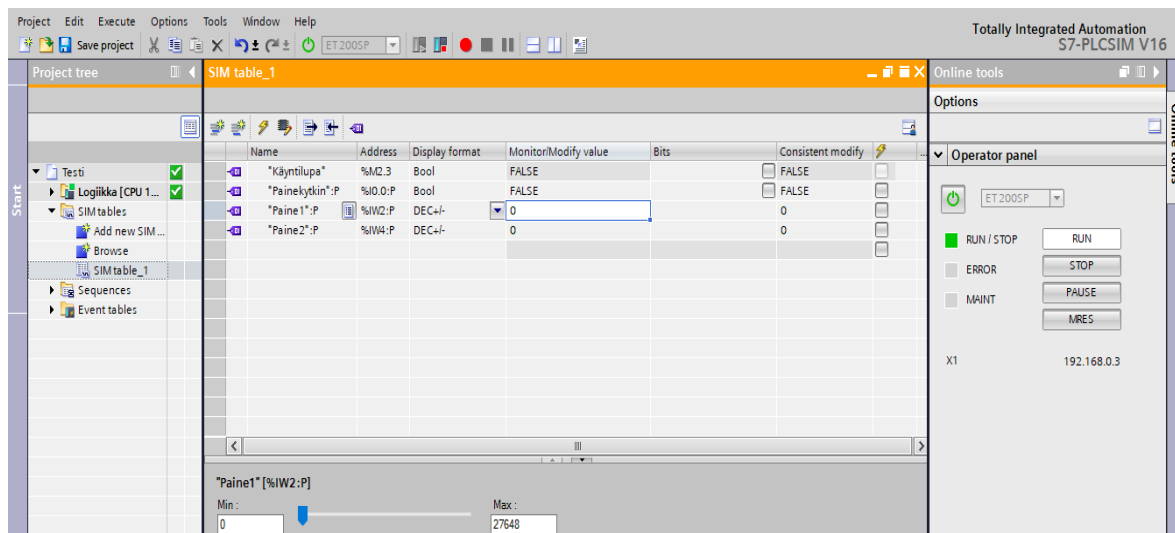 Project Edit Execute Options Tools Window Help
Totally Integrated Automation
S7-PLCSIM V16
Save project ET200SP
Project tree
SIM table_1
Online tools
Options
Online tools
Start
Name Address Display format Monitor/Modify value Bits Consistent modify ...
"Käyntilupa" %M2.3 Bool FALSE FALSE
"Painekytkin":P %I0.0:P Bool FALSE FALSE
"Paine1":P %IW2:P DEC+/- 0 0
"Paine2":P %IW4:P DEC+/- 0 0
Testi
Logiikka [CPU 1...
SIM tables
Add new SIM ...
Browse
SIM table_1
Sequences
Event tables
Operator panel
ET200SP
RUN / STOP RUN
ERROR STOP
MAINT PAUSE
MRES
X1 192.168.0.3
"Paine1" [%IW2:P]
Min : Max :
0 27648